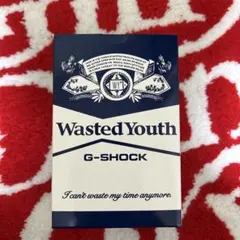 Wasted Youth
G-SHOCK
I can't waste my time anymore.